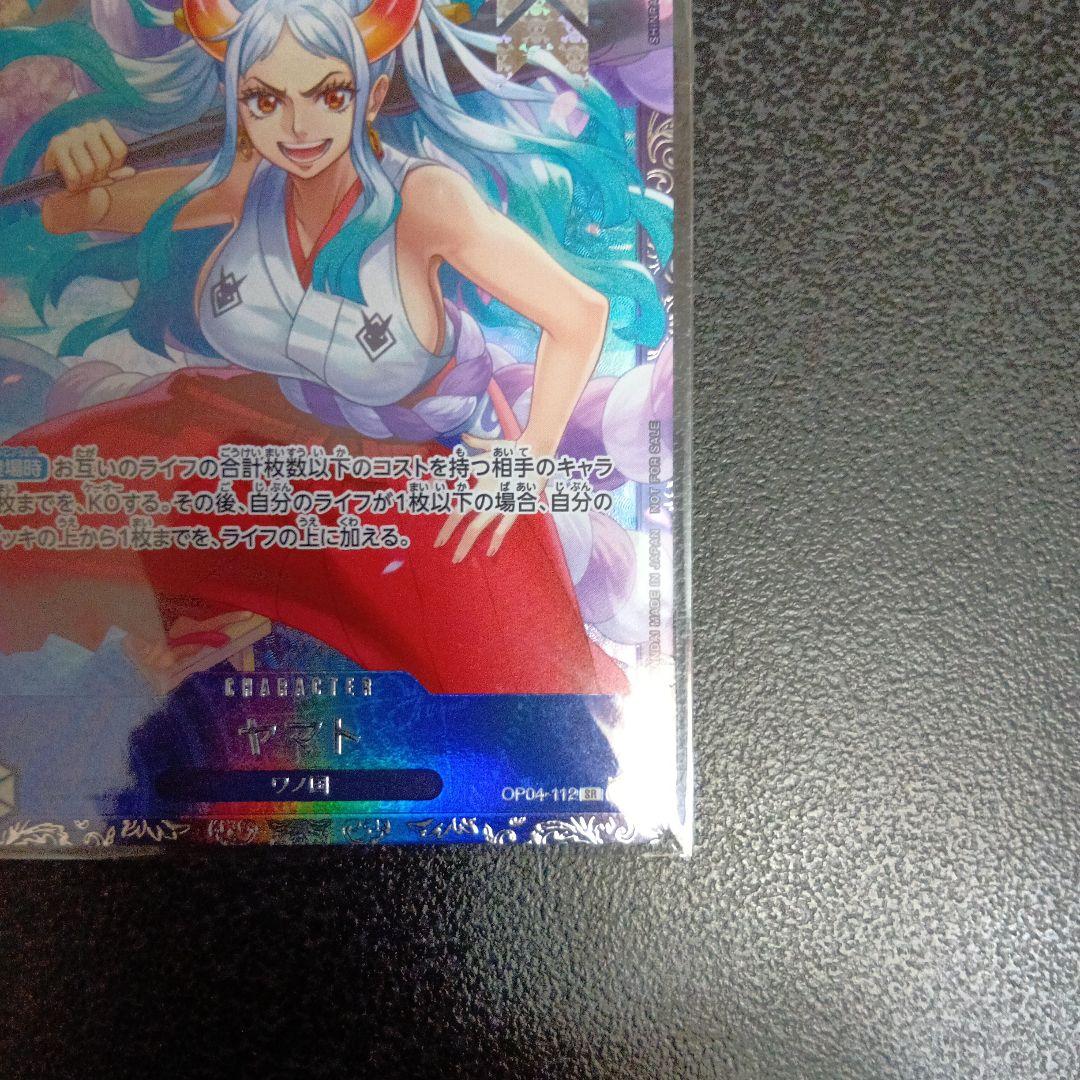 登場時 お互いのライフの合計枚数以下のコストを持つ相手のキャラ
枚までを、KOする。その後、自分のライフが1枚以下の場合、自分の
ッキの上から1枚までを、ライフの上に加える。
CHARACTER
ヤマト
ワノ国
OP04-112 SR
NDAI MADE IN JAPAN NOT FOR SALE